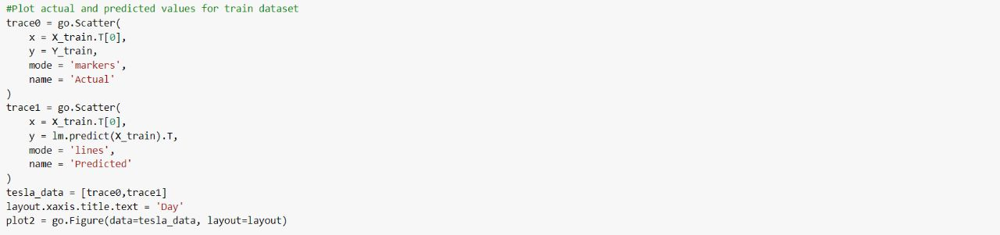 #Plot actual and predicted values for train dataset
trace0 = go.Scatter(
    x = X_train.T[0],
    y = Y_train,
    mode = 'markers',
    name = 'Actual'
)
trace1 = go.Scatter(
    x = X_train.T[0],
    y = lm.predict(X_train).T,
    mode = 'lines',
    name = 'Predicted'
)
tesla_data = [trace0,trace1]
layout.xaxis.title.text = 'Day'
plot2 = go.Figure(data=tesla_data, layout=layout)